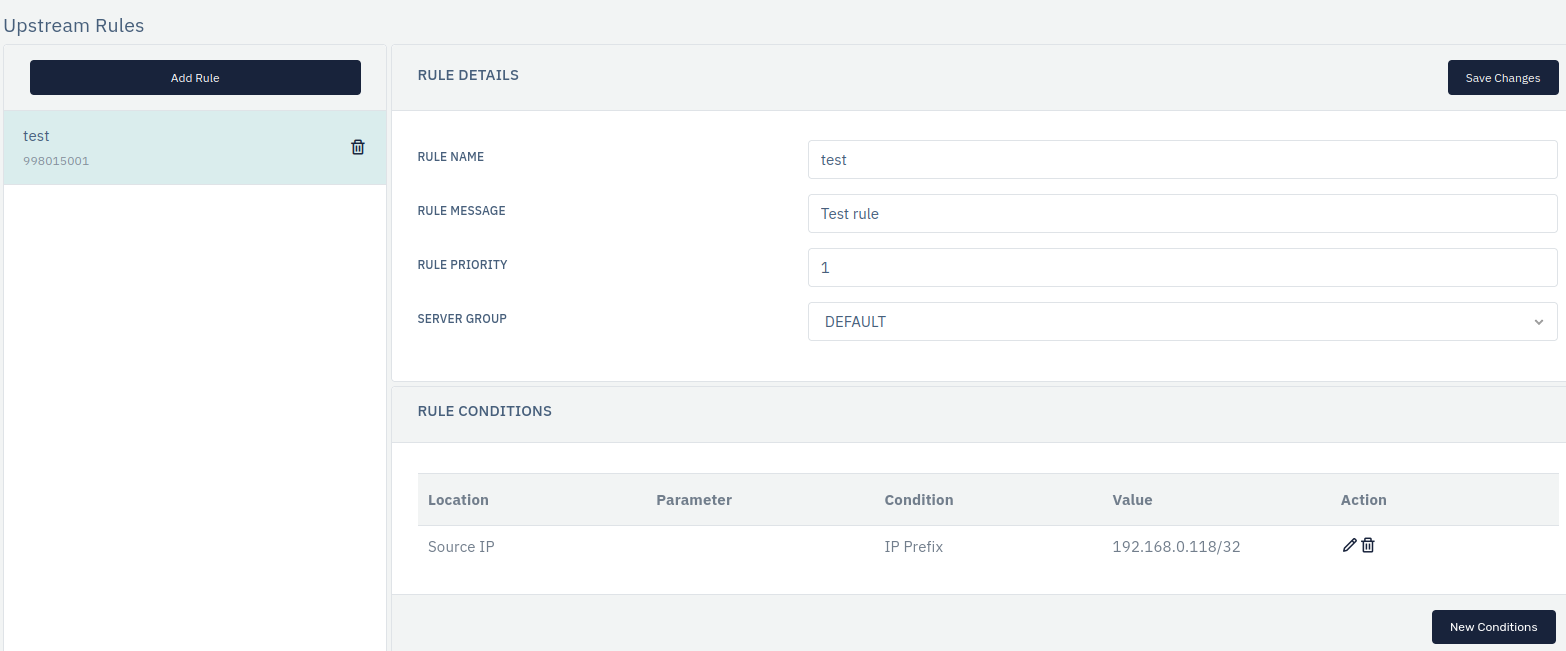 Upstream Rules
Add Rule
test
998015001
RULE DETAILS
Save Changes
RULE NAME
test
RULE MESSAGE
Test rule
RULE PRIORITY
1
SERVER GROUP
DEFAULT
RULE CONDITIONS
Location Parameter Condition Value Action
Source IP IP Prefix 192.168.0.118/32
New Conditions